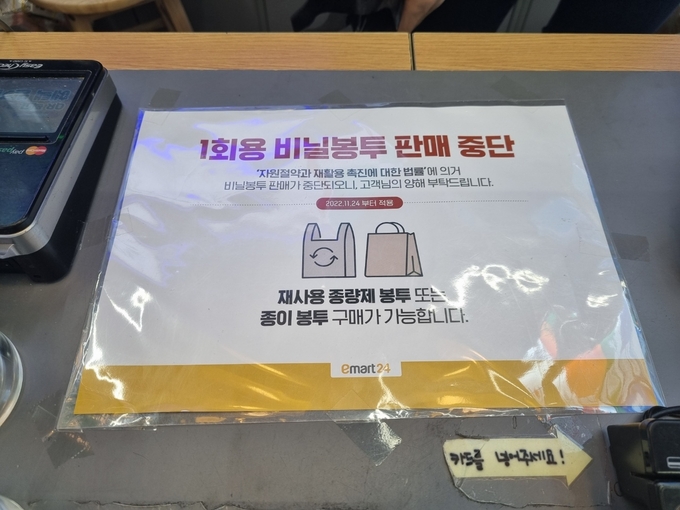 1회용 비닐봉투 판매 중단
'자원절약과 재활용 촉진에 대한 법률'에 의거
비닐봉투 판매가 중단되오니, 고객님의 양해 부탁드립니다.
2022.11.24 부터 적용
재사용 종량제 봉투 또는
종이 봉투 구매가 가능합니다.
emart24
카드를 넣어주세요!